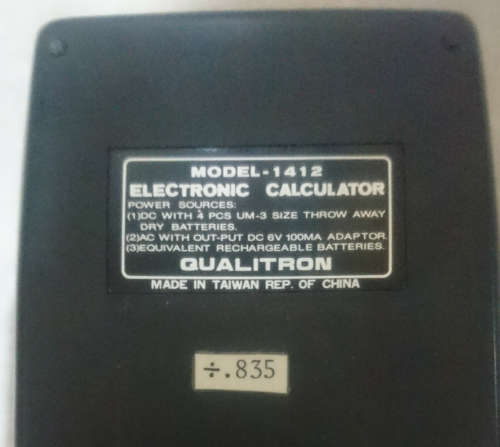 MODEL-1412
ELECTRONIC CALCULATOR
POWER SOURCES:
(1)DC WITH 4 PCS UM-3 SIZE THROW AWAY
DRY BATTERIES.
(2)AC WITH OUT-PUT DC 6V 100MA ADAPTOR.
(3)EQUIVALENT RECHARGEABLE BATTERIES.
QUALITRON
MADE IN TAIWAN REP. OF CHINA
÷.835